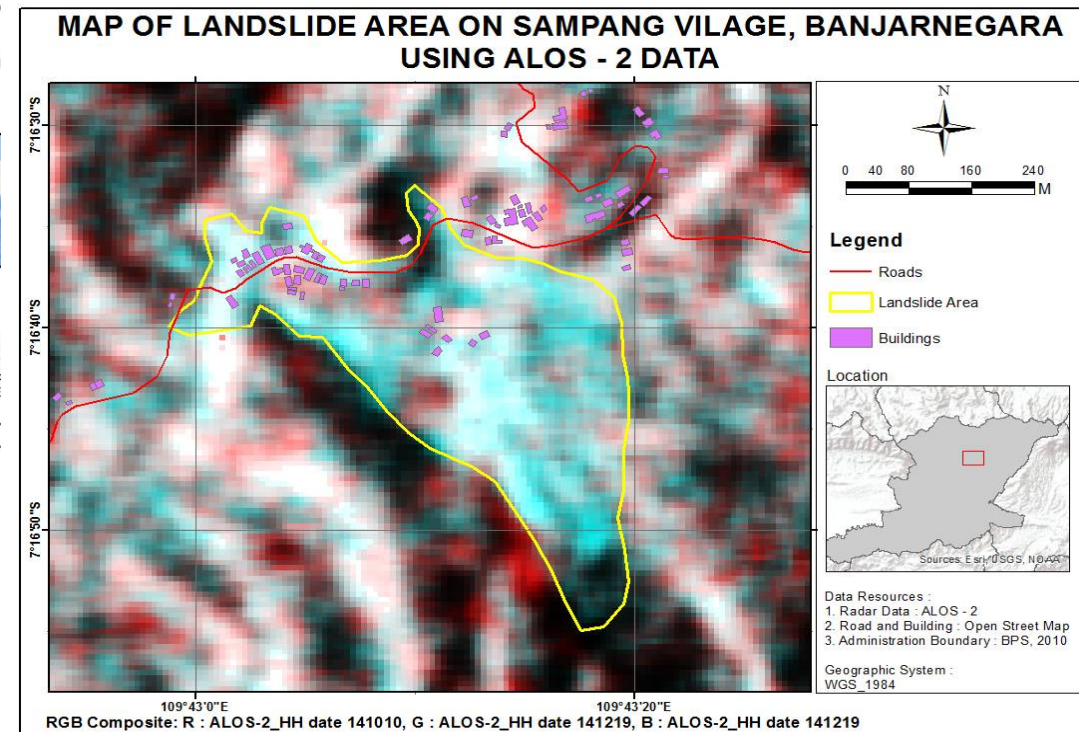 MAP OF LANDSLIDE AREA ON SAMPANG VILAGE, BANJARNEGARA
USING ALOS - 2 DATA
7°16'30"S
7°16'40"S
7°16'50"S
109°43'0"E
109°43'20"E
N
0 40 80 160 240
M
Legend
Roads
Landslide Area
Buildings
Location
Sources: Esri, USGS, NOAA
Data Resources :
1. Radar Data : ALOS - 2
2. Road and Building : Open Street Map
3. Administration Boundary : BPS, 2010
Geographic System :
WGS_1984
RGB Composite: R : ALOS-2_HH date 141010, G : ALOS-2_HH date 141219, B : ALOS-2_HH date 141219